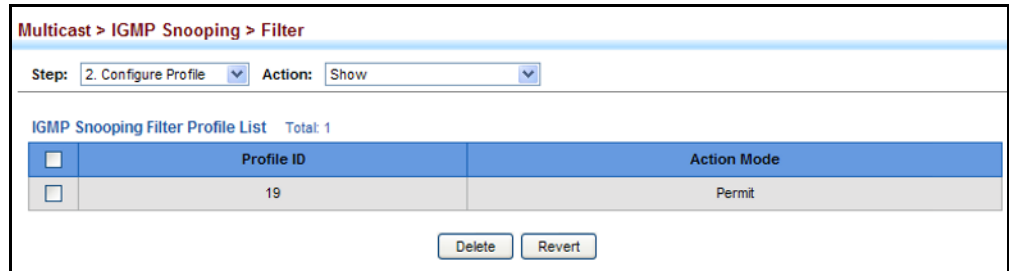 Multicast > IGMP Snooping > Filter
Step: 2. Configure Profile Action: Show
IGMP Snooping Filter Profile List Total: 1
Profile ID Action Mode
19 Permit
Delete Revert